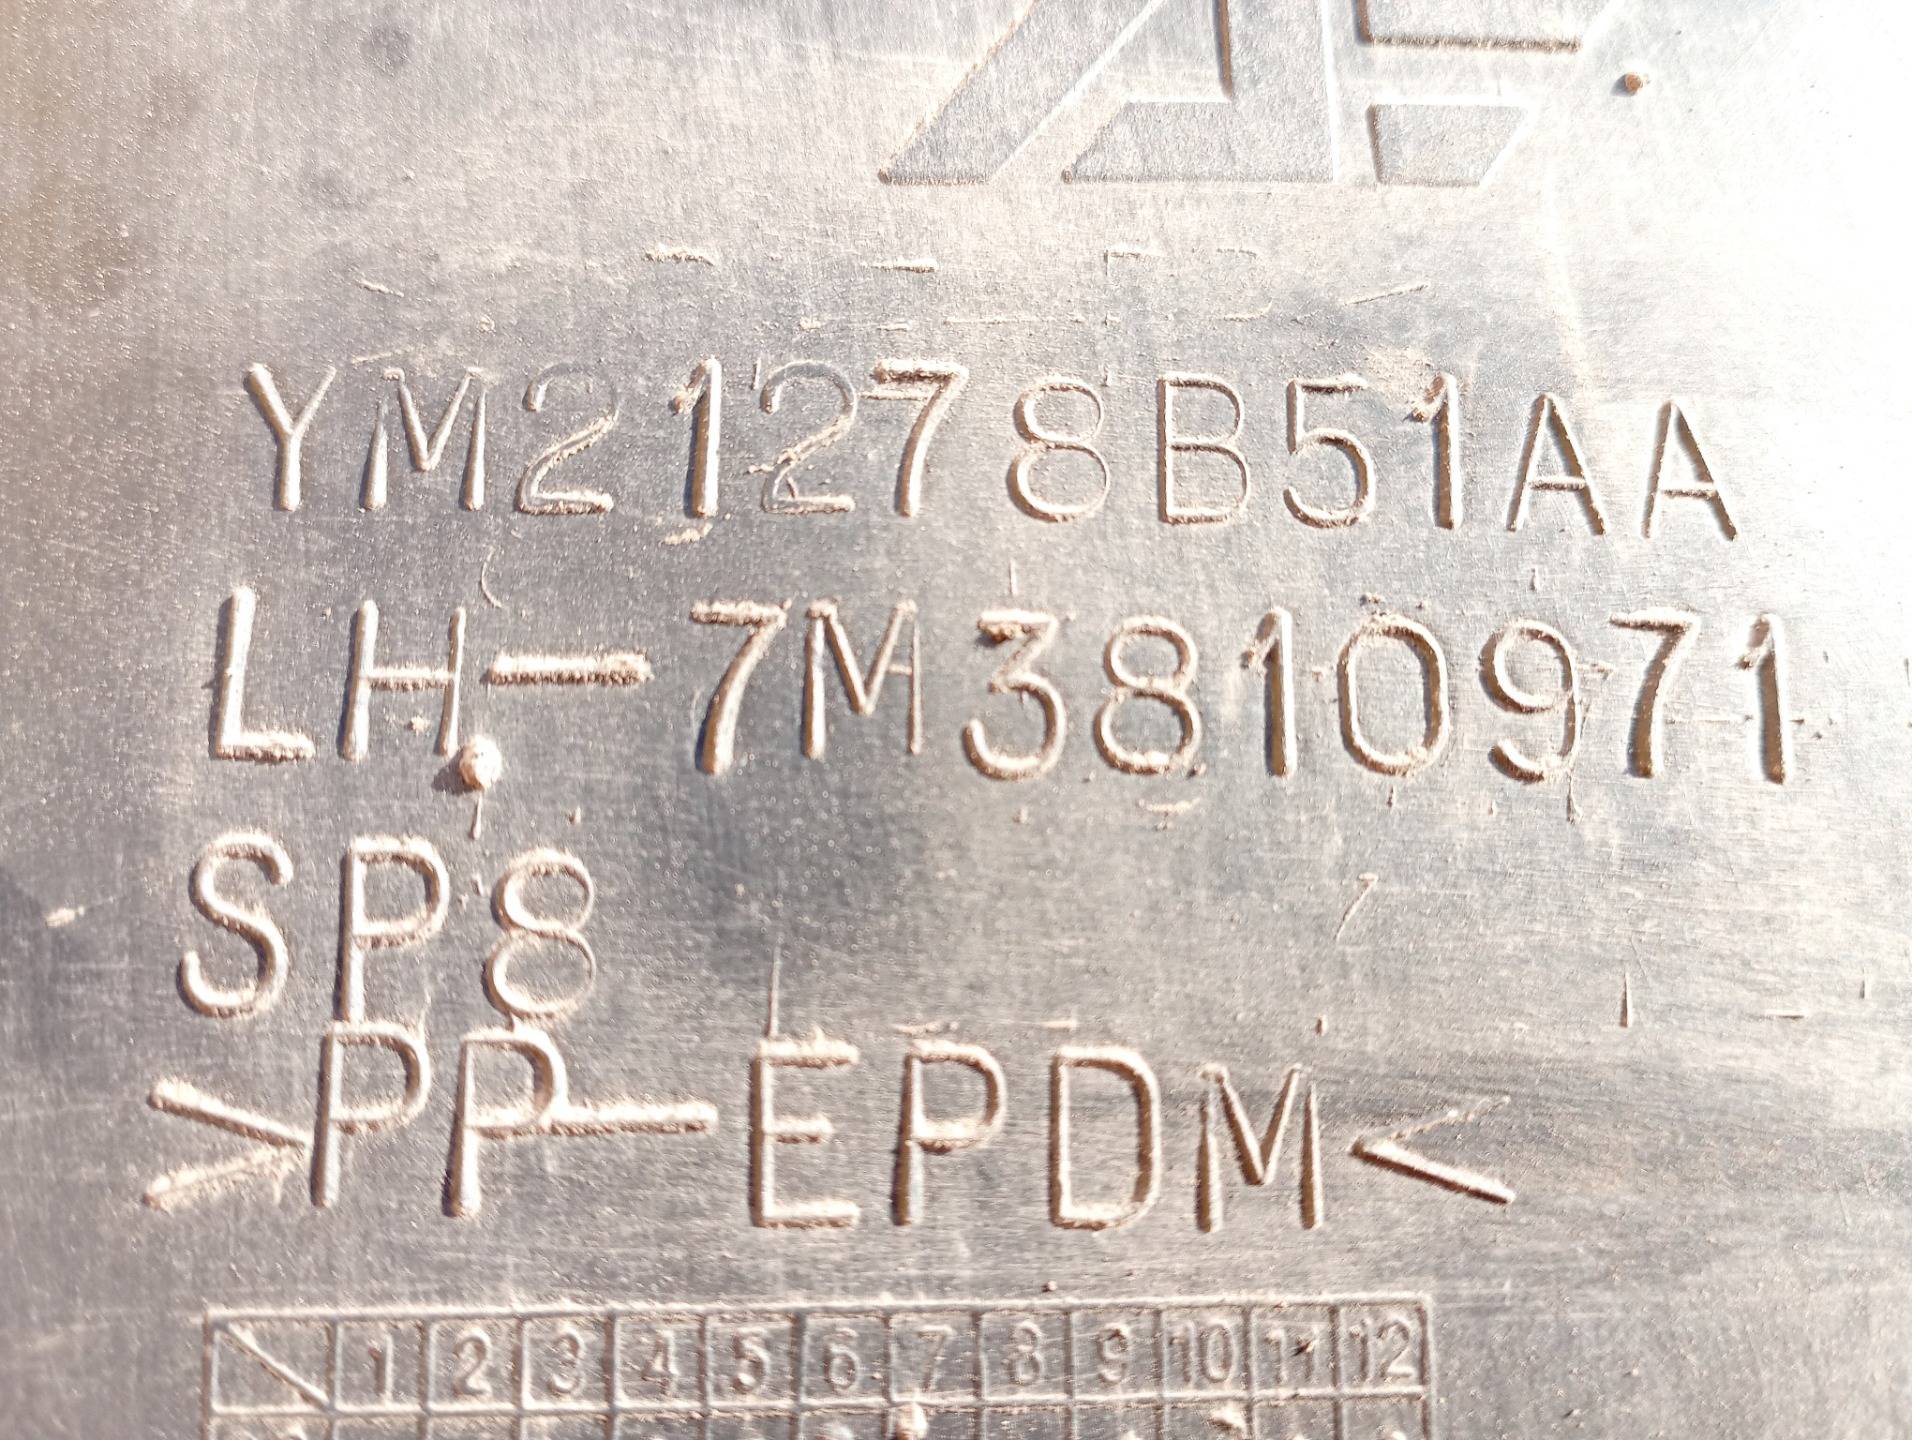 YM21278B51AA
LH.-7M3810971
SP8
>PP-EPDM<
1 2 3 4 5 6 7 8 9 10 11 12